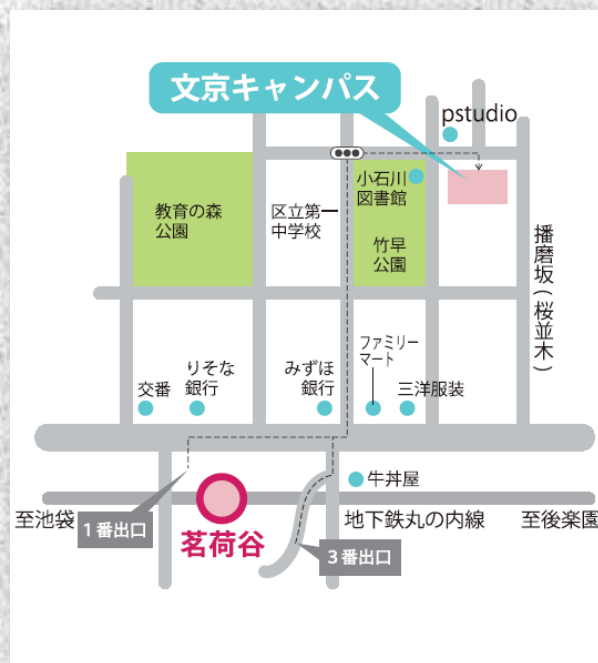 文京キャンパス
pstudio
小石川
図書館
教育の森
公園
区立第一
中学校
竹早
公園
播磨坂(桜並木)
ファミリー
マート
りそな
銀行
みずほ
銀行
交番
三洋服装
牛丼屋
至池袋
1番出口
茗荷谷
地下鉄丸の内線
至後楽園
3番出口